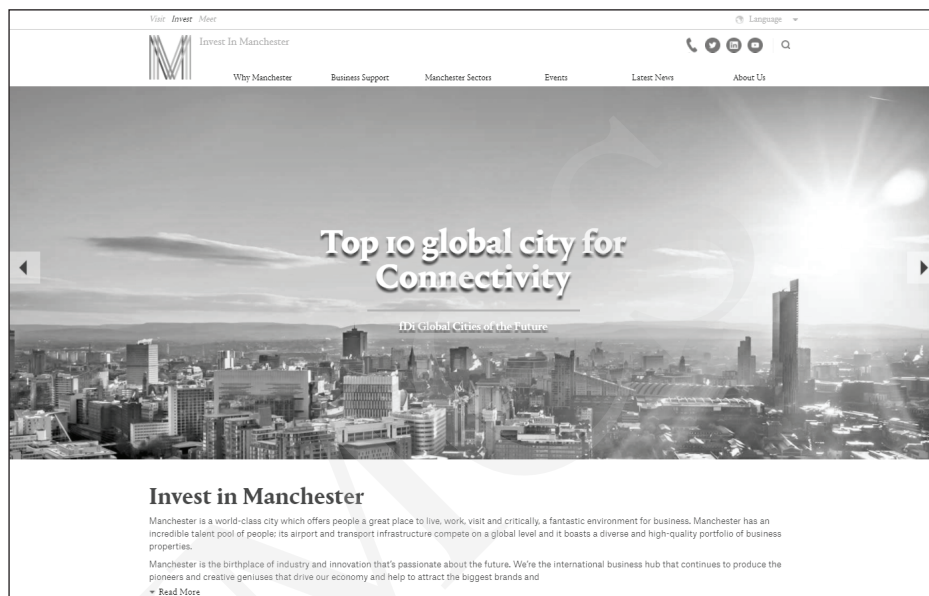 Visit Invest Meet
Language
Invest In Manchester
Why Manchester
Business Support
Manchester Sectors
Events
Latest News
About Us
Top 10 global city for
Connectivity
fDi Global Cities of the Future
Invest in Manchester
Manchester is a world-class city which offers people a great place to live, work, visit and critically, a fantastic environment for business. Manchester has an
incredible talent pool of people; its airport and transport infrastructure compete on a global level and it boasts a diverse and high-quality portfolio of business
properties.
Manchester is the birthplace of industry and innovation that's passionate about the future. We're the international business hub that continues to produce the
pioneers and creative geniuses that drive our economy and help to attract the biggest brands and
Read More